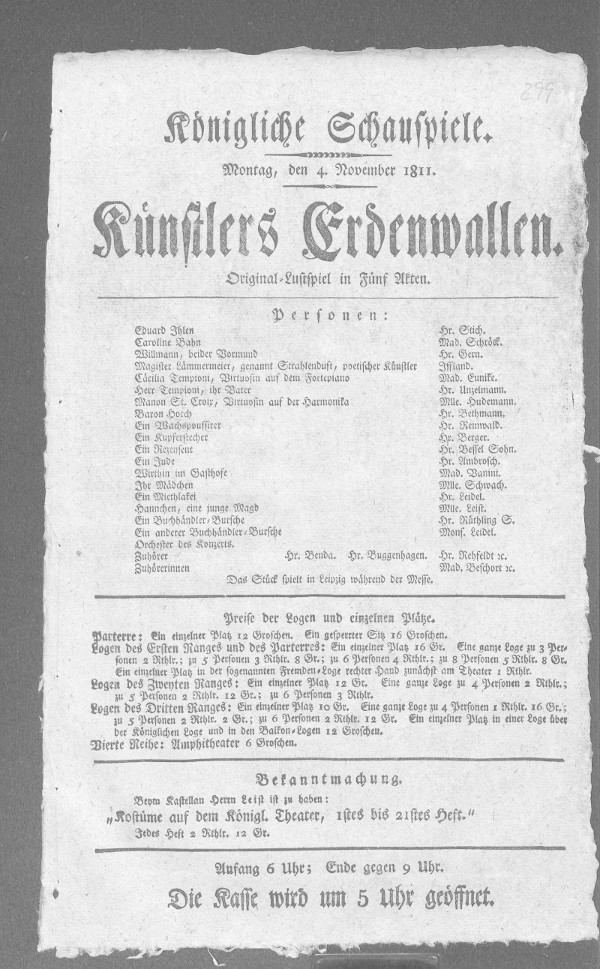 299
Königliche Schauspiele.
Montag, den 4. November 1811.
Künstlers Erdenwallen.
Original-Lustspiel in Fünf Akten.
Personen:
Eduard Ihlen Hr. Stich.
Caroline Bahn Mad. Schröck.
Willmann, beider Vormund Hr. Gern.
Magister Lämmermeier, genannt Strahlenduft, poetischer Künstler Iffland.
Cäcilia Tempioni, Virtuosin auf dem Fortepiano Mad. Eunike.
Herr Tempioni, ihr Vater Hr. Unzelmann.
Manon St. Croix, Virtuosin auf der Harmonika Mlle. Hudemann.
Baron Horch Hr. Bethmann.
Ein Wachspoussirer Hr. Reinwald.
Ein Kupferstecher Hr. Berger.
Ein Rezensent Hr. Bessel Sohn.
Ein Jude Hr. Ambrosch.
Wirthin im Gasthofe Mad. Vanini.
Ihr Mädchen Mlle. Schwach.
Ein Miethlakei Hr. Leidel.
Hannchen, eine junge Magd Mlle. Leist.
Ein Buchhändler-Bursche Hr. Rüthling S.
Ein anderer Buchhändler-Bursche Mons. Leidel.
Orchester des Konzerts.
Zuhörer Hr. Benda. Hr. Buggenhagen. Hr. Rehfeldt ꝛc.
Zuhörerinnen Mad. Beschort ꝛc.
Das Stück spielt in Leipzig während der Messe.
Preise der Logen und einzelnen Plätze.
Parterre: Ein einzelner Platz 12 Groschen. Ein gesperrter Sitz 16 Groschen.
Logen des Ersten Ranges und des Parterres: Ein einzelner Platz 16 Gr. Eine ganze Loge zu 3 Per-
sonen 2 Rthlr.; zu 5 Personen 3 Rthlr. 8 Gr.; zu 6 Personen 4 Rthlr.; zu 8 Personen 5 Rthlr. 8 Gr.
Ein einzelner Platz in der sogenannten Fremden-Loge rechter Hand zunächst am Theater 1 Rthlr.
Logen des Zweyten Ranges: Ein einzelner Platz 12 Gr. Eine ganze Loge zu 4 Personen 2 Rthlr.;
zu 5 Personen 2 Rthlr. 12 Gr.; zu 6 Personen 3 Rthlr.
Logen des Dritten Ranges: Ein einzelner Platz 10 Gr. Eine ganze Loge zu 4 Personen 1 Rthlr. 16 Gr.;
zu 5 Personen 2 Rthlr. 2 Gr.; zu 6 Personen 2 Rthlr. 12 Gr. Ein einzelner Platz in einer Loge über
der Königlichen Loge und in den Balkon-Logen 12 Groschen.
Vierte Reihe: Amphitheater 6 Groschen.
Bekanntmachung.
Beym Kastellan Herrn Leist ist zu haben:
„Kostüme auf dem Königl. Theater, 1stes bis 21stes Heft.“
Jedes Heft 2 Rthlr. 12 Gr.
Anfang 6 Uhr; Ende gegen 9 Uhr.
Die Kasse wird um 5 Uhr geöffnet.